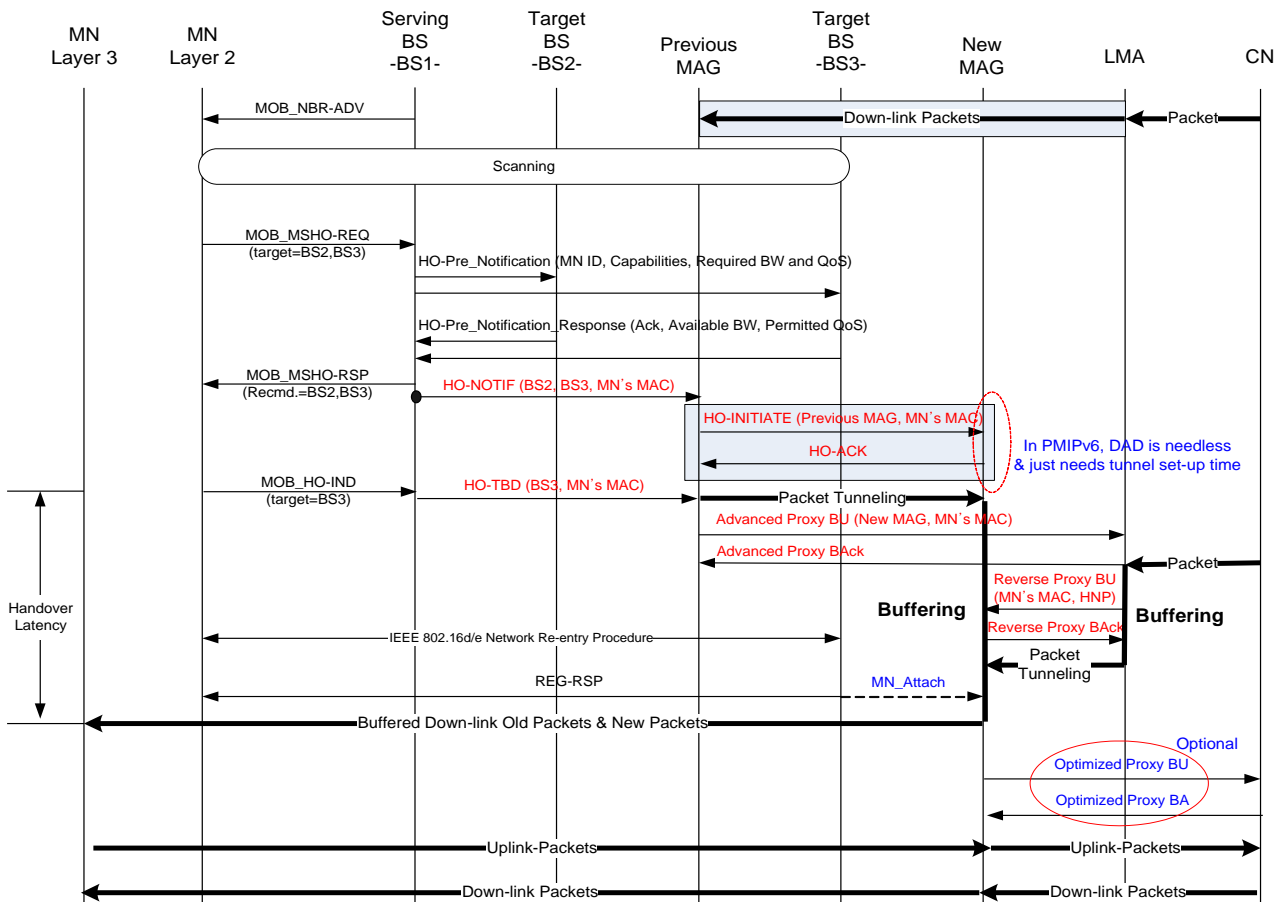 MN
Layer 3
MN
Layer 2
Serving
BS
-BS1-
Target
BS
-BS2-
Previous
MAG
Target
BS
-BS3-
New
MAG
LMA
CN
MOB_NBR-ADV
Down-link Packets
Packet
Scanning
MOB_MSHO-REQ
(target=BS2,BS3)
HO-Pre_Notification (MN ID, Capabilities, Required BW and QoS)
HO-Pre_Notification_Response (Ack, Available BW, Permitted QoS)
MOB_MSHO-RSP
(Recmd.=BS2,BS3)
HO-NOTIF (BS2, BS3, MN's MAC)
HO-INITIATE (Previous MAG, MN's MAC)
HO-ACK
In PMIPv6, DAD is needless
& just needs tunnel set-up time
MOB_HO-IND
(target=BS3)
HO-TBD (BS3, MN's MAC)
Packet Tunneling
Advanced Proxy BU (New MAG, MN's MAC)
Advanced Proxy BAck
Packet
Reverse Proxy BU
(MN's MAC, HNP)
Buffering
Buffering
Handover
Latency
Reverse Proxy BAck
IEEE 802.16d/e Network Re-entry Procedure
Packet
Tunneling
REG-RSP
MN_Attach
Buffered Down-link Old Packets & New Packets
Optional
Optimized Proxy BU
Optimized Proxy BA
Uplink-Packets
Uplink-Packets
Down-link Packets
Down-link Packets